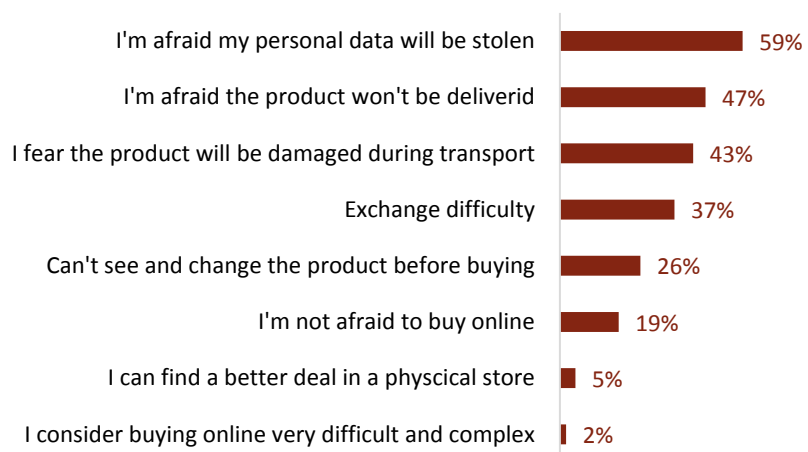 I'm afraid my personal data will be stolen 59%
I'm afraid the product won't be deliverid 47%
I fear the product will be damaged during transport 43%
Exchange difficulty 37%
Can't see and change the product before buying 26%
I'm not afraid to buy online 19%
I can find a better deal in a physcical store 5%
I consider buying online very difficult and complex 2%